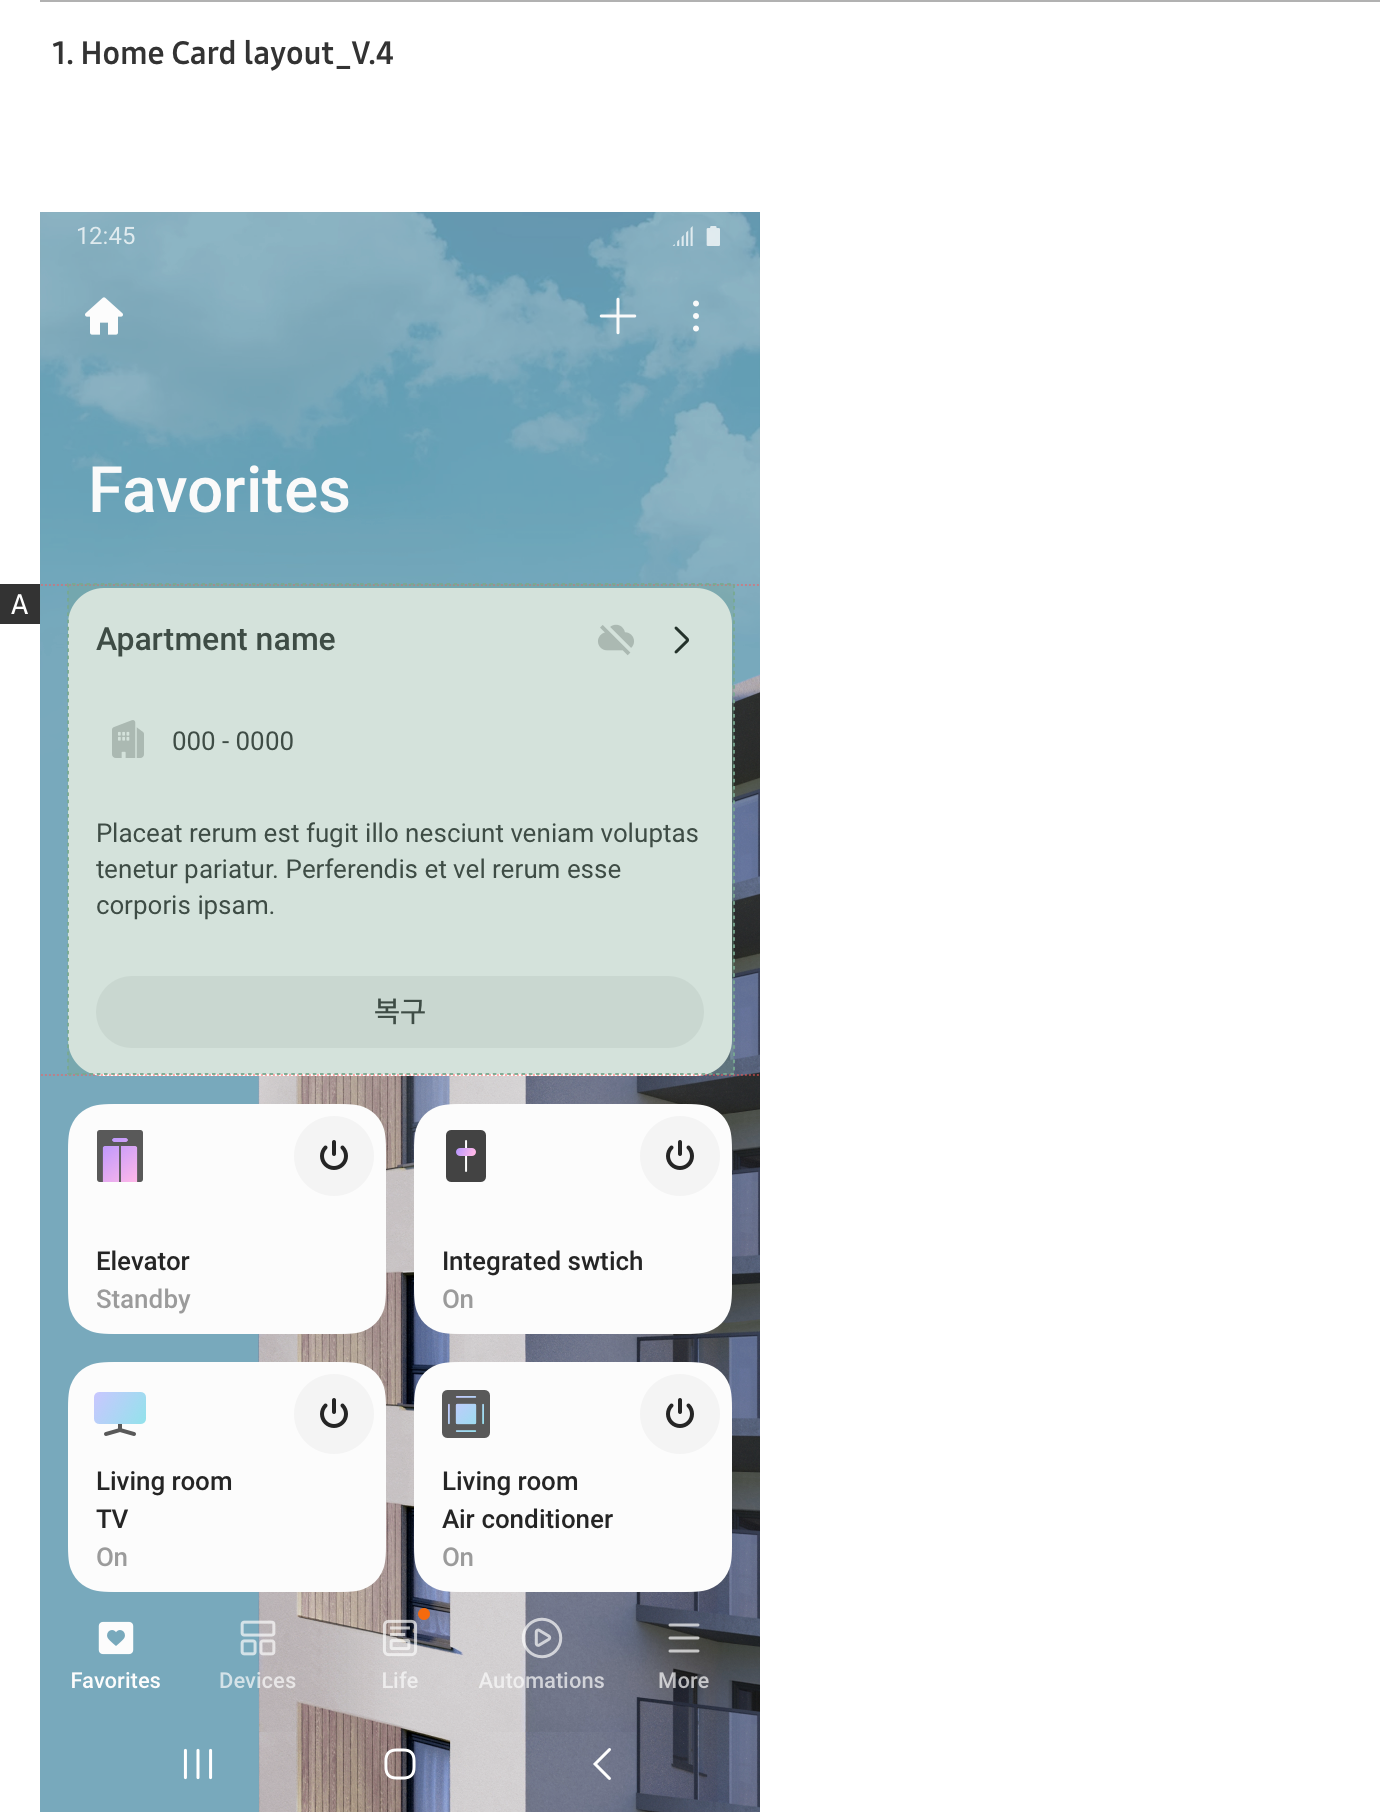 1. Home Card layout_V.4
12:45
Favorites
A
Apartment name
000 - 0000
Placeat rerum est fugit illo nesciunt veniam voluptas
tenetur pariatur. Perferendis et vel rerum esse
corporis ipsam.
복구
Elevator
Standby
Integrated swtich
On
Living room
TV
On
Living room
Air conditioner
On
Favorites
Devices
Life
Automations
More